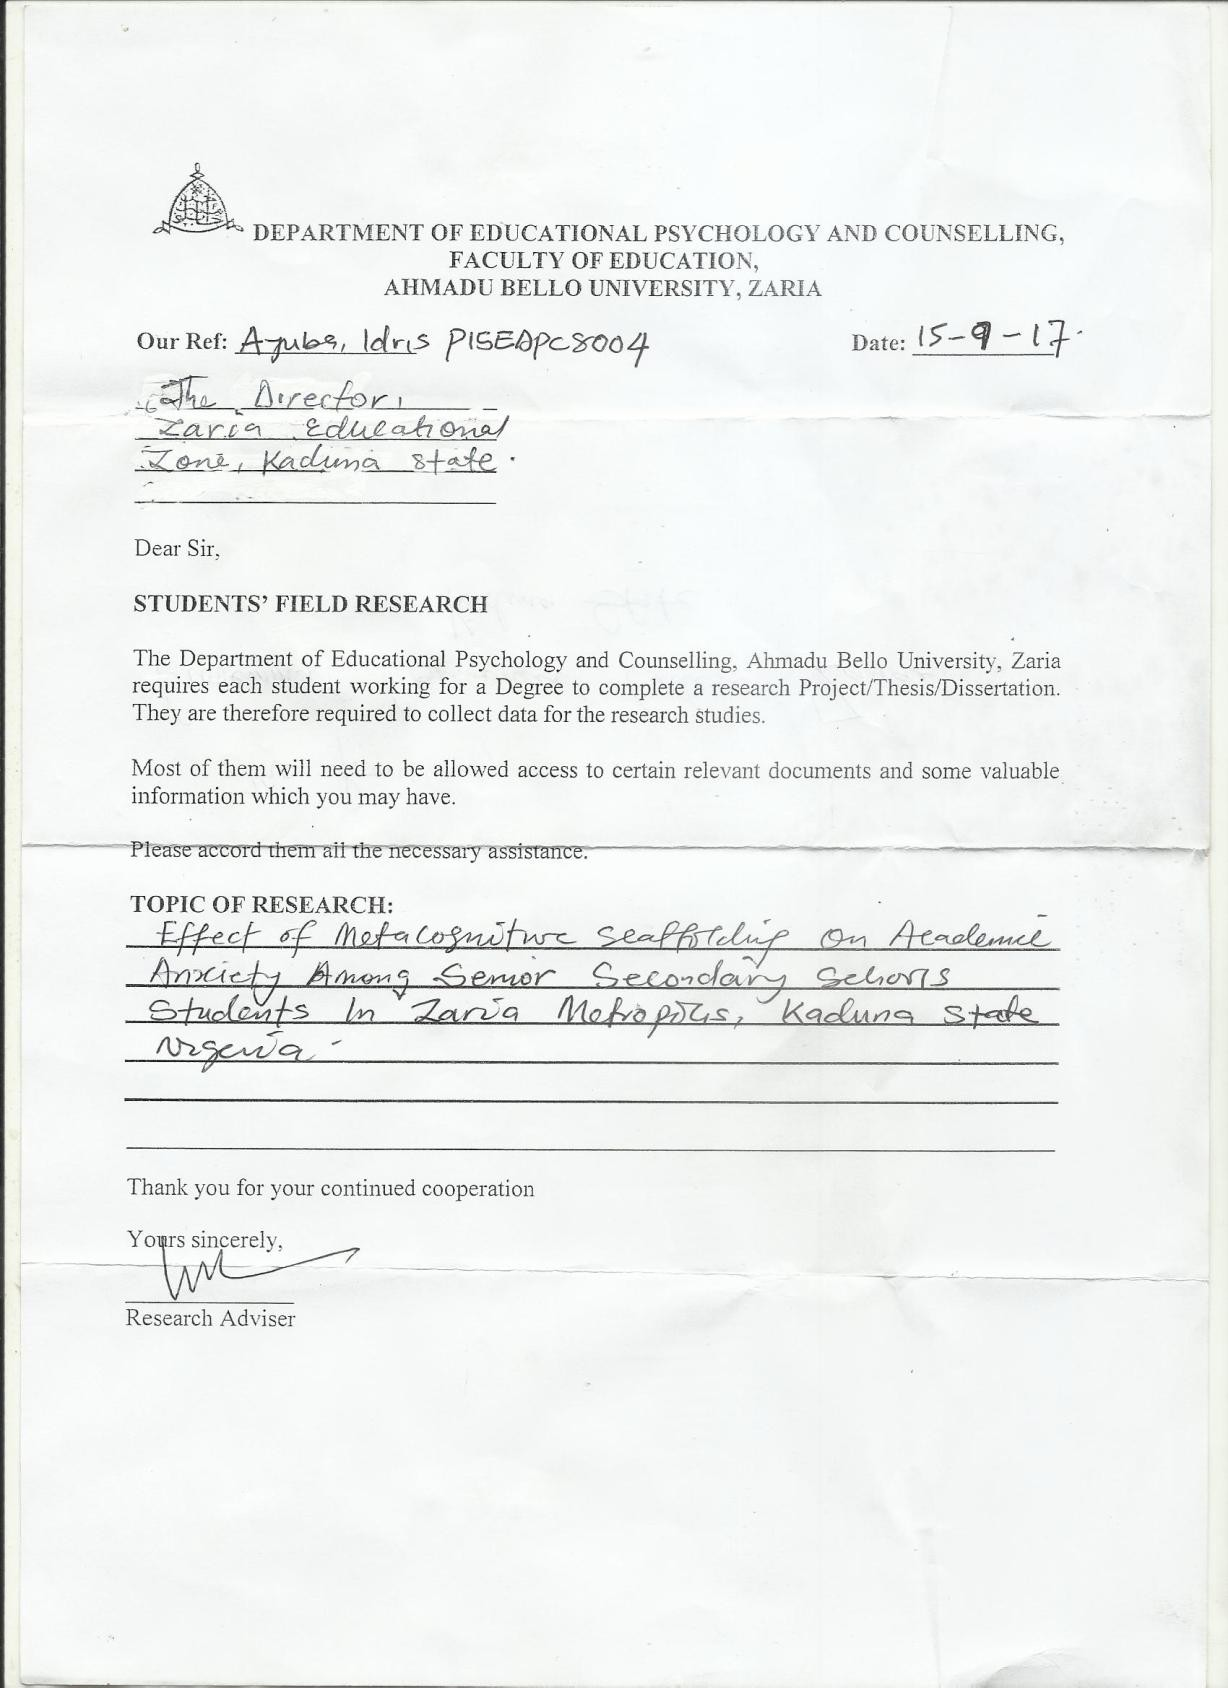 DEPARTMENT OF EDUCATIONAL PSYCHOLOGY AND COUNSELLING,
FACULTY OF EDUCATION,
AHMADU BELLO UNIVERSITY, ZARIA
Our Ref: Ayuba, Idris P15EDPC8004 Date: 15-9-17.
The Director,
Zaria Educational
Zone, Kaduna State.
Dear Sir,
STUDENTS' FIELD RESEARCH
The Department of Educational Psychology and Counselling, Ahmadu Bello University, Zaria
requires each student working for a Degree to complete a research Project/Thesis/Dissertation.
They are therefore required to collect data for the research studies.
Most of them will need to be allowed access to certain relevant documents and some valuable
information which you may have.
Please accord them all the necessary assistance.
TOPIC OF RESEARCH:
Effect of Metacognitive Scaffolding On Academic
Anxiety Among Senior Secondary Schools
Students In Zaria Metropolis, Kaduna State
Nigeria
Thank you for your continued cooperation
Yours sincerely,
Research Adviser